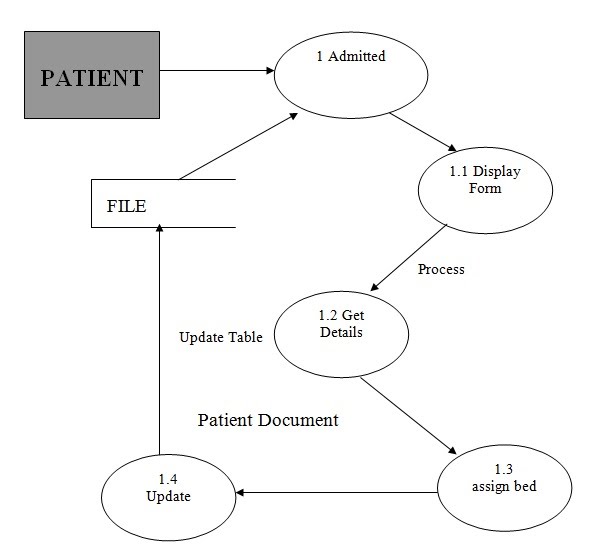 PATIENT
1 Admitted
1.1 Display
Form
FILE
Process
1.2 Get
Details
Update Table
Patient Document
1.3
assign bed
1.4
Update